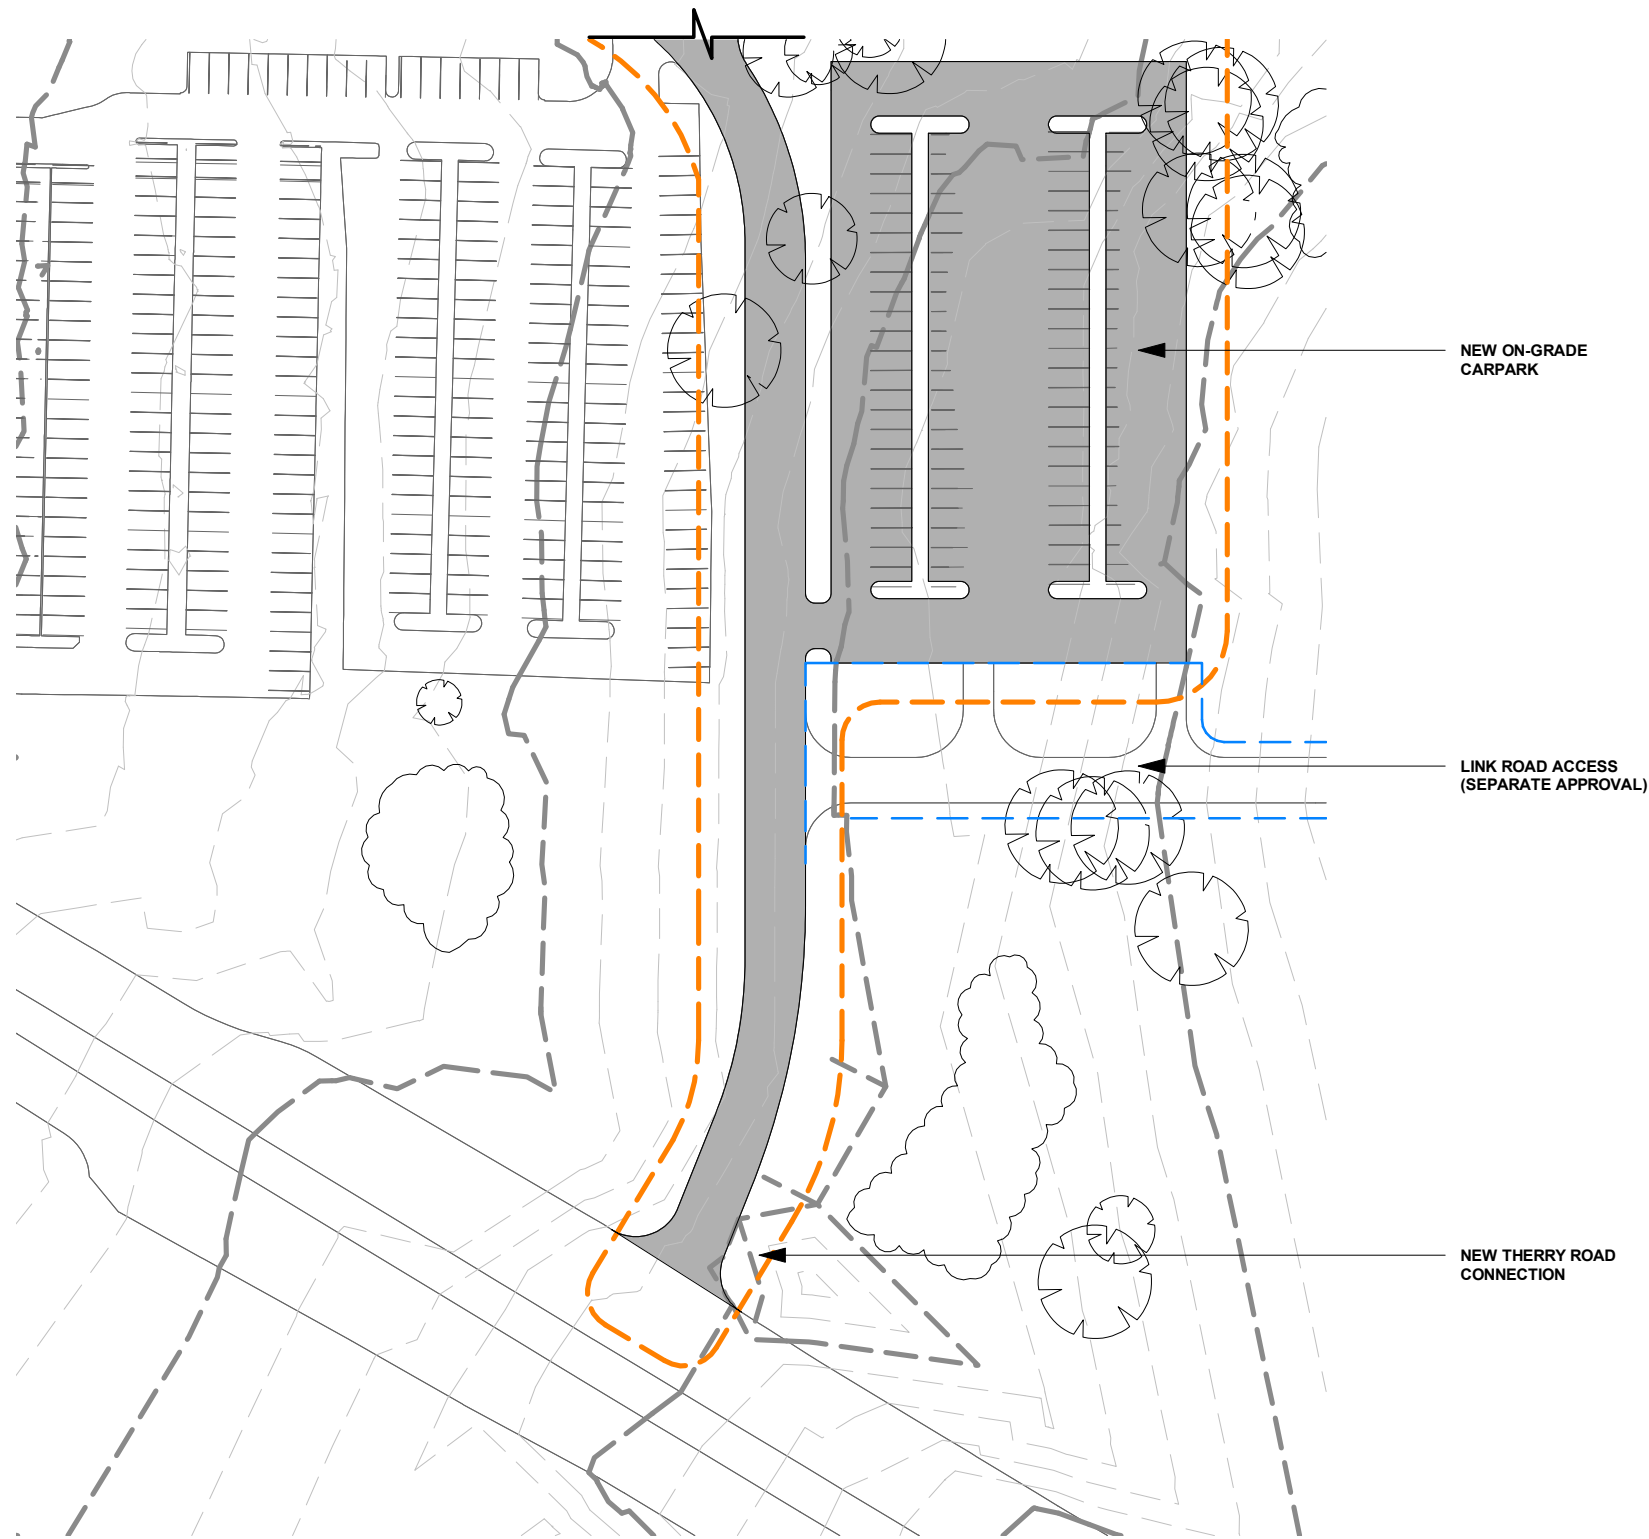 NEW ON-GRADE
CARPARK
LINK ROAD ACCESS
(SEPARATE APPROVAL)
NEW THERRY ROAD
CONNECTION